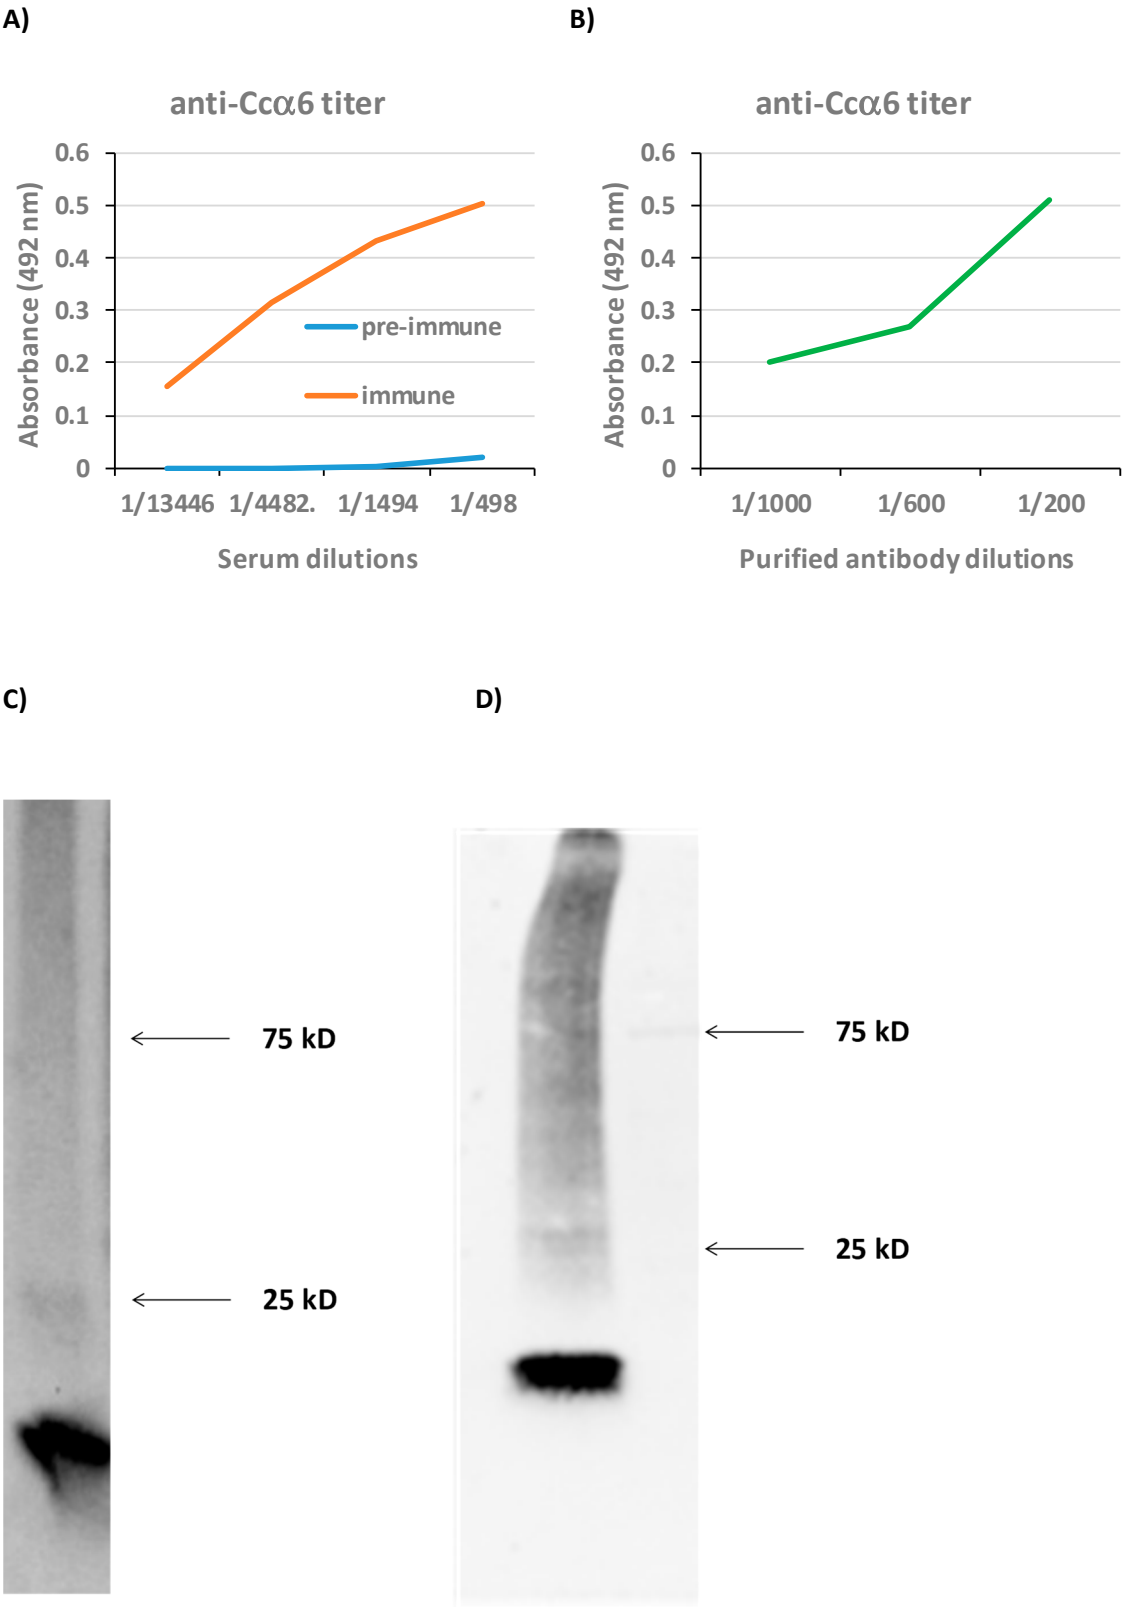 A)
B)
anti-Ccα6 titer
anti-Ccα6 titer
Absorbance (492 nm)
0.6
0.5
0.4
0.3
0.2
0.1
0
pre-immune
immune
1/13446 1/4482. 1/1494 1/498
Serum dilutions
Absorbance (492 nm)
0.6
0.5
0.4
0.3
0.2
0.1
0
1/1000 1/600 1/200
Purified antibody dilutions
C)
D)
75 kD
25 kD
75 kD
25 kD